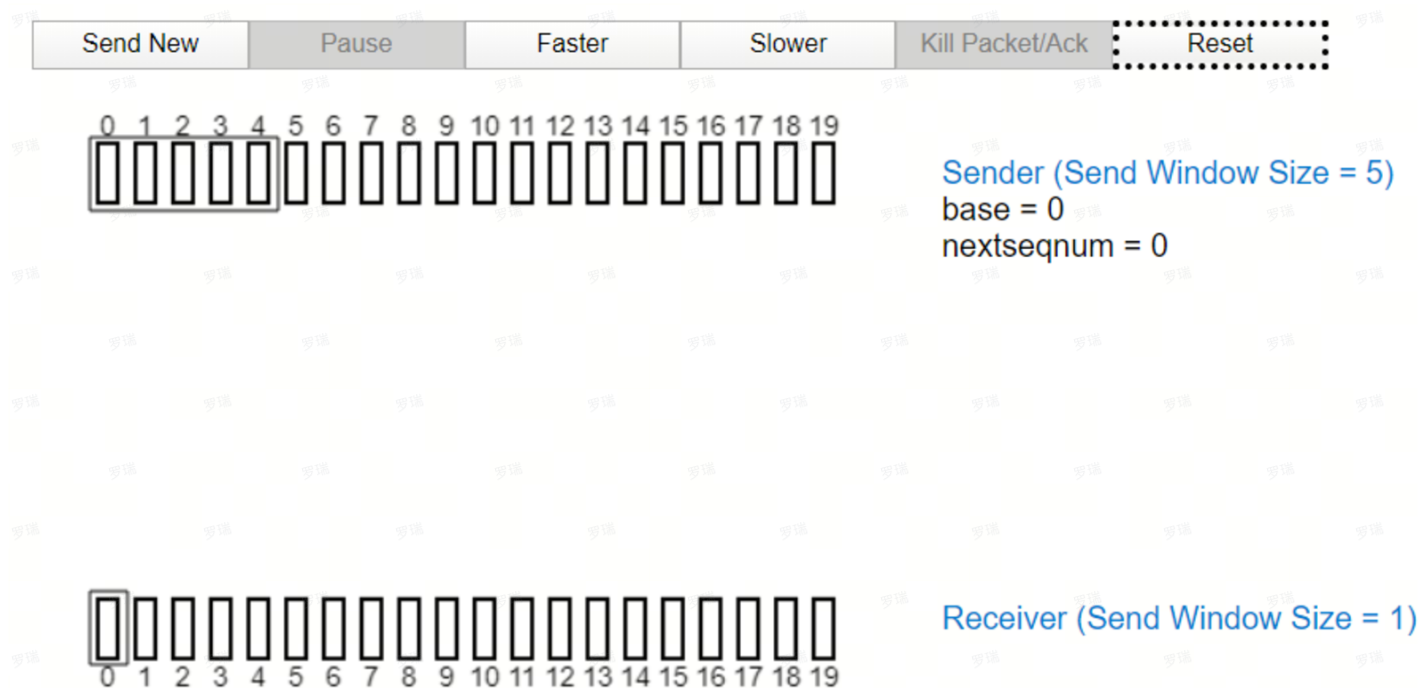 Send New Pause Faster Slower Kill Packet/Ack Reset
0 1 2 3 4 5 6 7 8 9 10 11 12 13 14 15 16 17 18 19
Sender (Send Window Size = 5)
base = 0
nextseqnum = 0
Receiver (Send Window Size = 1)
0 1 2 3 4 5 6 7 8 9 10 11 12 13 14 15 16 17 18 19